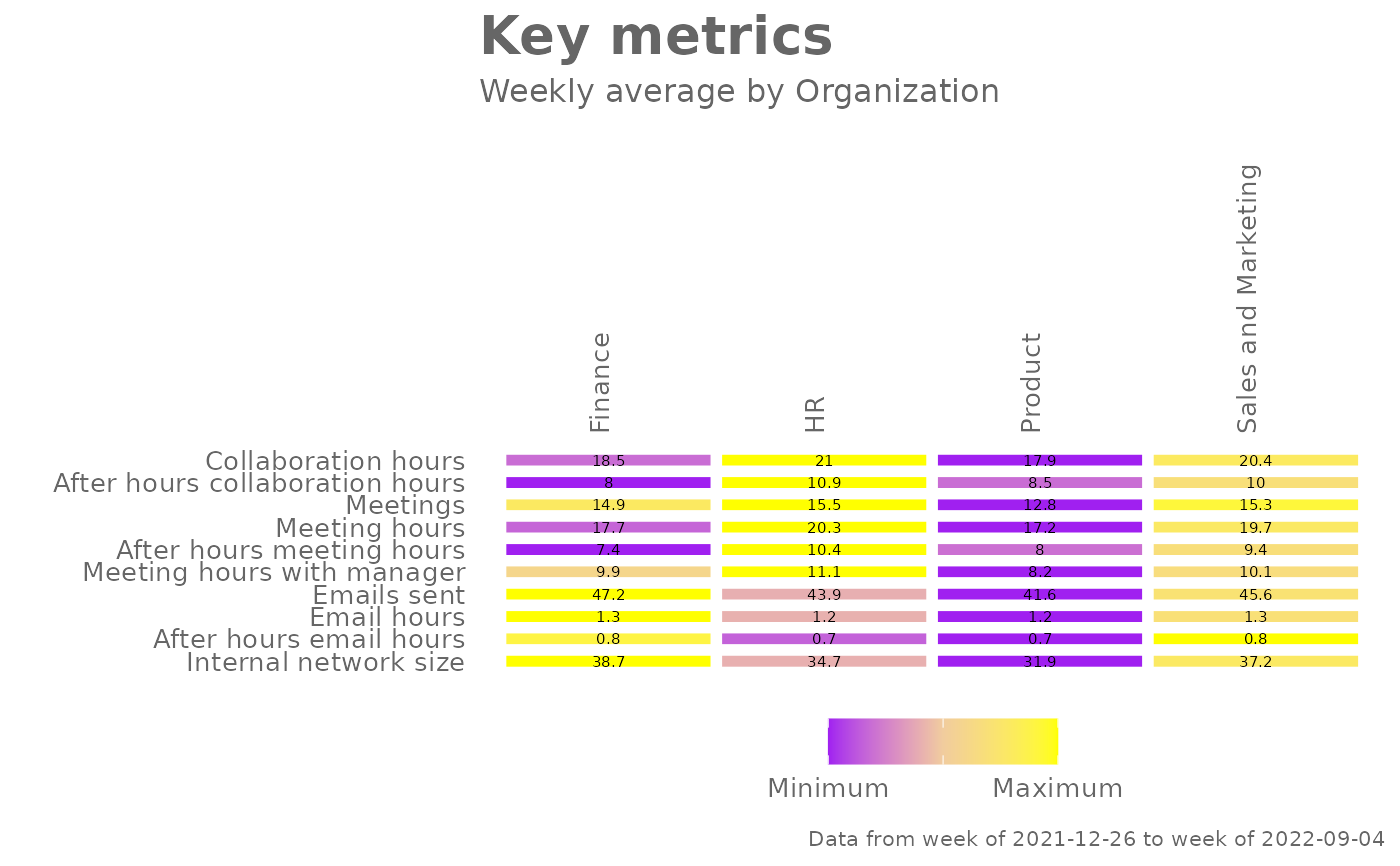 Key metrics
Weekly average by Organization
Finance
HR
Product
Sales and Marketing
Collaboration hours 18.5 21 17.9 20.4
After hours collaboration hours 8 10.9 8.5 10
Meetings 14.9 15.5 12.8 15.3
Meeting hours 17.7 20.3 17.2 19.7
After hours meeting hours 7.4 10.4 8 9.4
Meeting hours with manager 9.9 11.1 8.2 10.1
Emails sent 47.2 43.9 41.6 45.6
Email hours 1.3 1.2 1.2 1.3
After hours email hours 0.8 0.7 0.7 0.8
Internal network size 38.7 34.7 31.9 37.2
Minimum Maximum
Data from week of 2021-12-26 to week of 2022-09-04